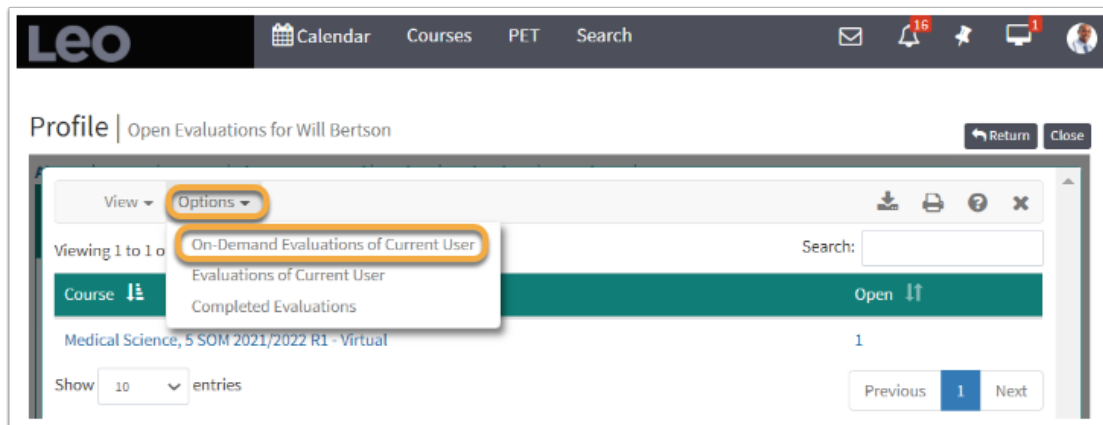 Leo Calendar Courses PET Search 16 1
Profile | Open Evaluations for Will Bertson Return Close
View Options
Viewing 1 to 1 o On-Demand Evaluations of Current User Search:
Evaluations of Current User
Course Open
Completed Evaluations
Medical Science, 5 SOM 2021/2022 R1 - Virtual 1
Show 10 entries Previous 1 Next